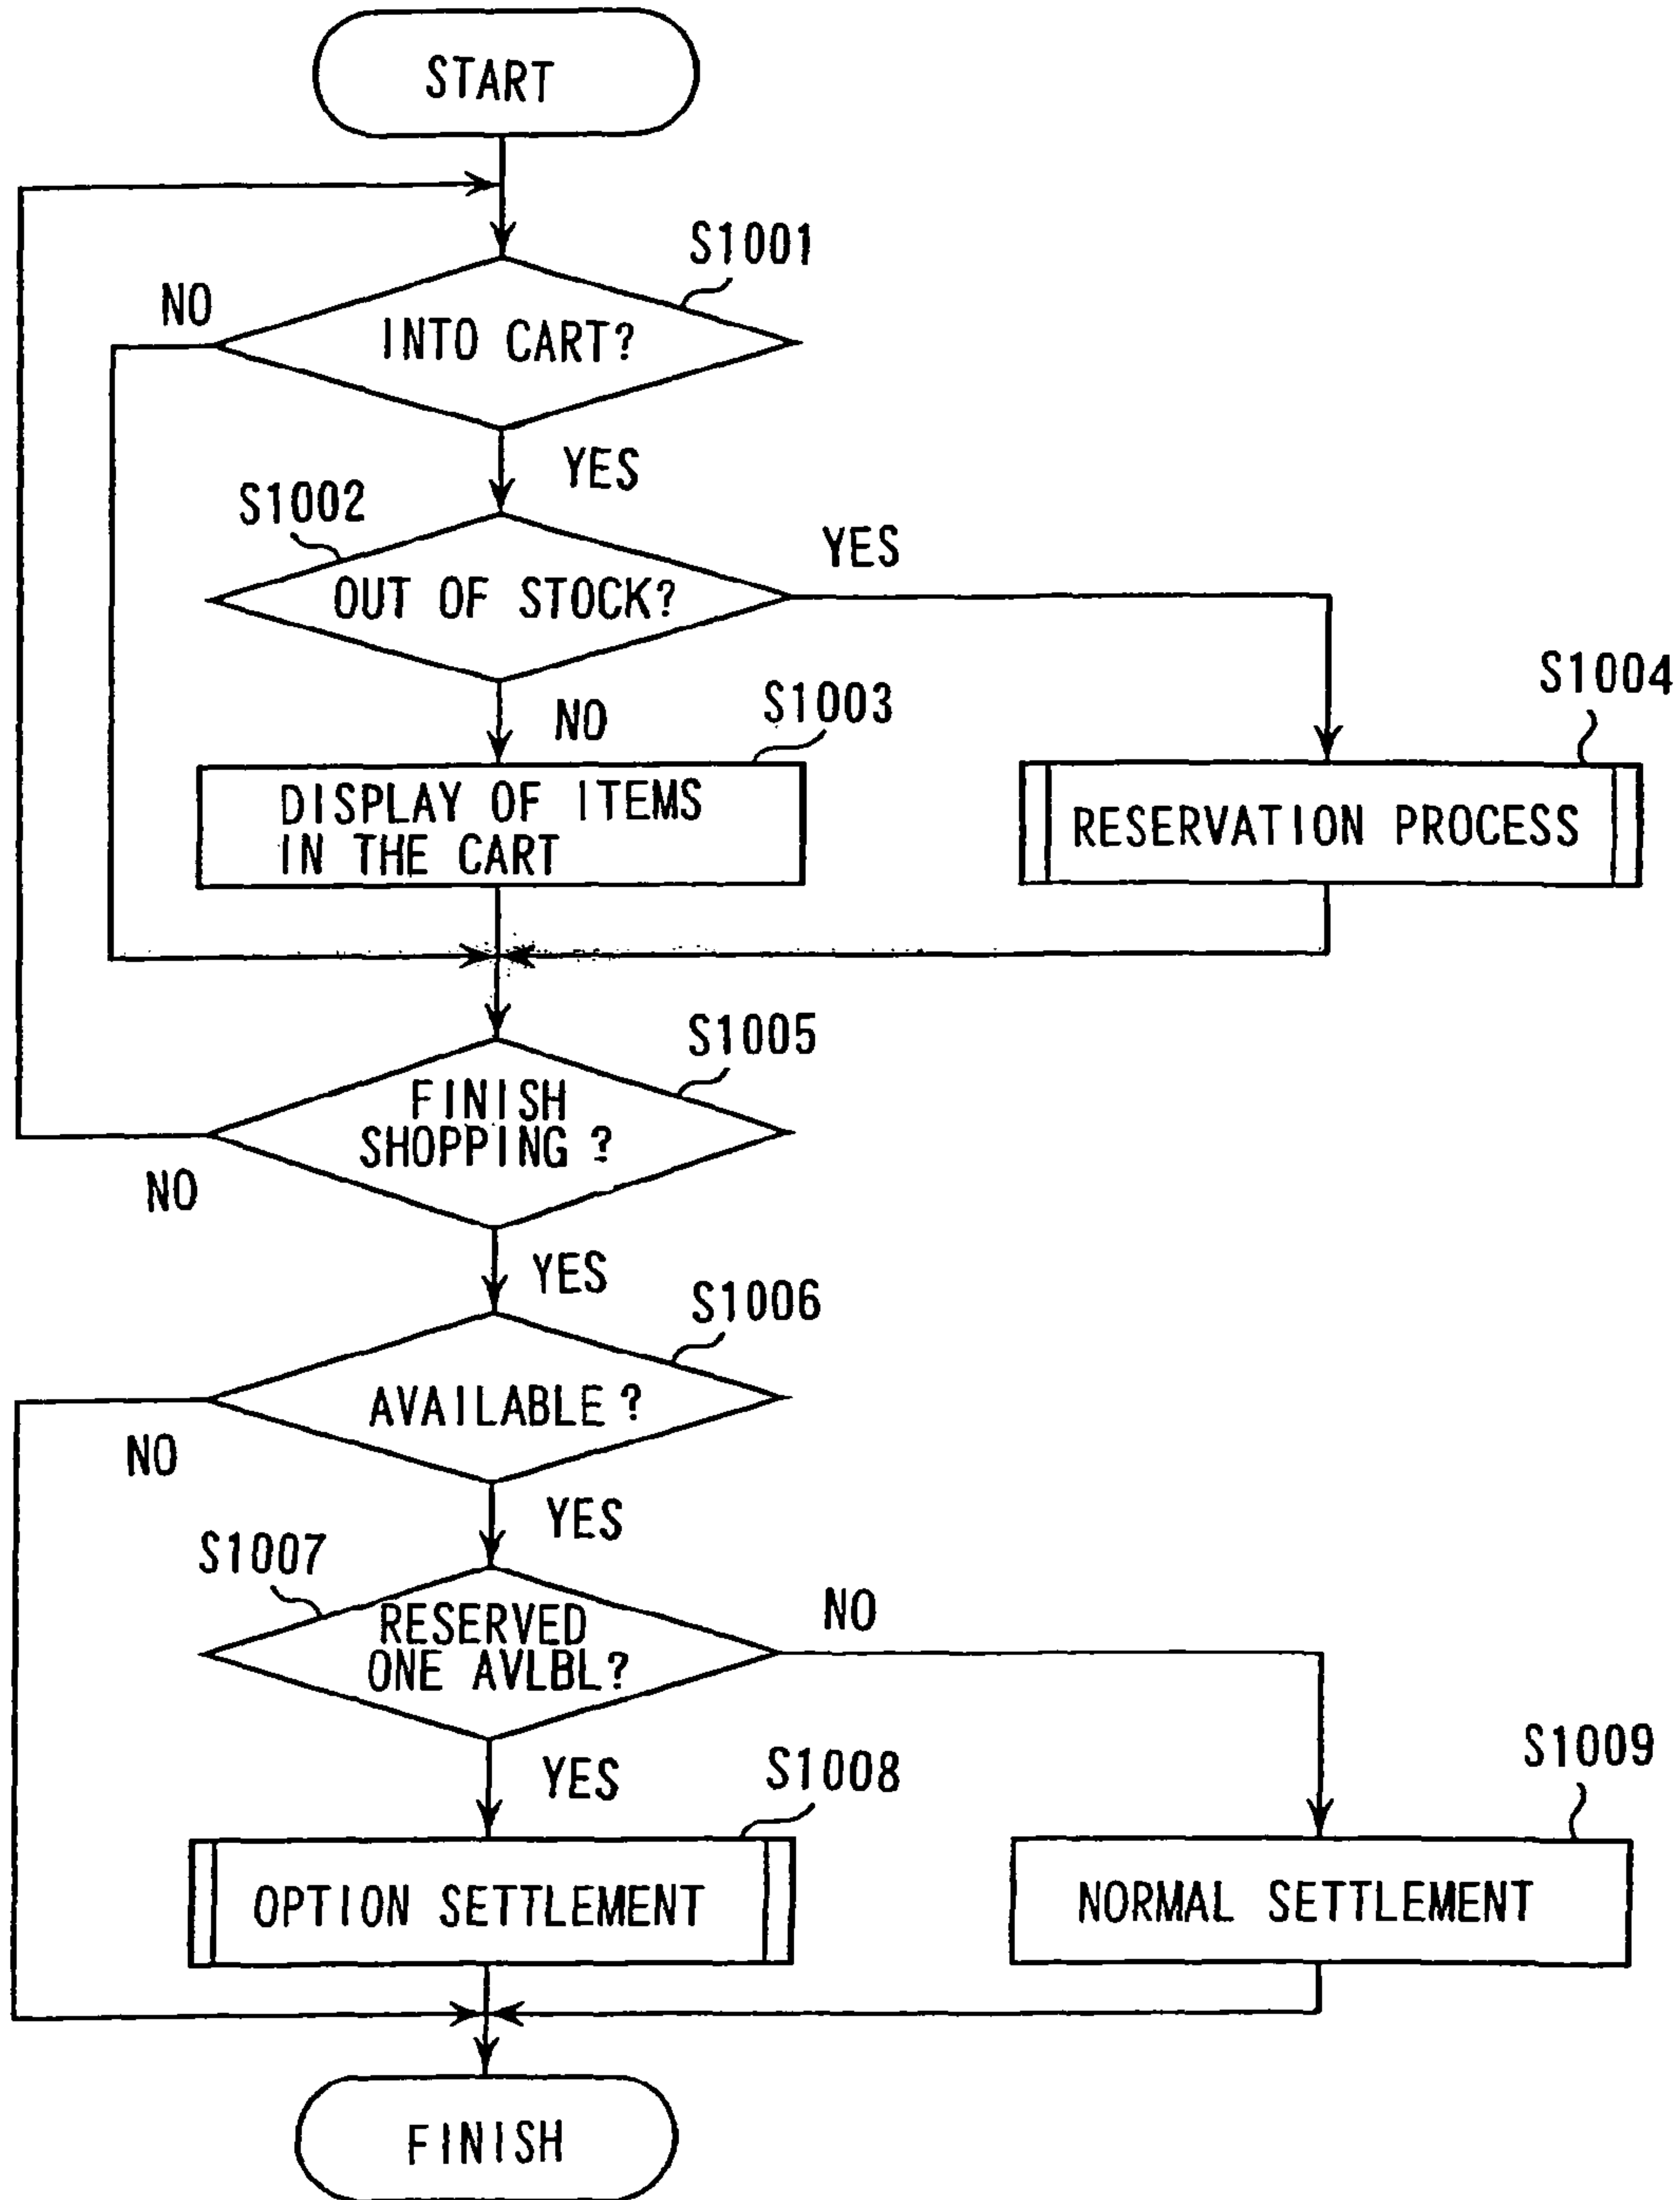 START
S1001
NO
INTO CART?
YES
S1002
YES
OUT OF STOCK?
S1004
NO
S1003
DISPLAY OF ITEMS
IN THE CART
RESERVATION PROCESS
S1005
FINISH
SHOPPING ?
NO
YES
S1006
AVAILABLE ?
NO
YES
S1007
NO
RESERVED
ONE AVLBL?
YES
S1008
S1009
OPTION SETTLEMENT
NORMAL SETTLEMENT
FINISH